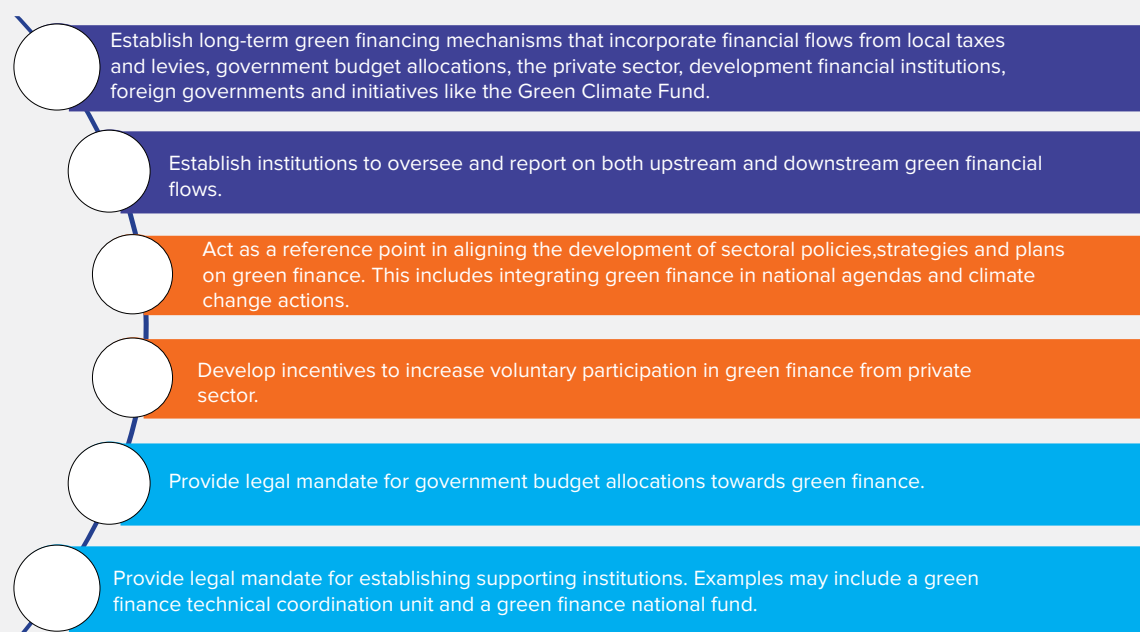 Establish long-term green financing mechanisms that incorporate financial flows from local taxes
and levies, government budget allocations, the private sector, development financial institutions,
foreign governments and initiatives like the Green Climate Fund.
Establish institutions to oversee and report on both upstream and downstream green financial
flows.
Act as a reference point in aligning the development of sectoral policies,strategies and plans
on green finance. This includes integrating green finance in national agendas and climate
change actions.
Develop incentives to increase voluntary participation in green finance from private
sector.
Provide legal mandate for government budget allocations towards green finance.
Provide legal mandate for establishing supporting institutions. Examples may include a green
finance technical coordination unit and a green finance national fund.